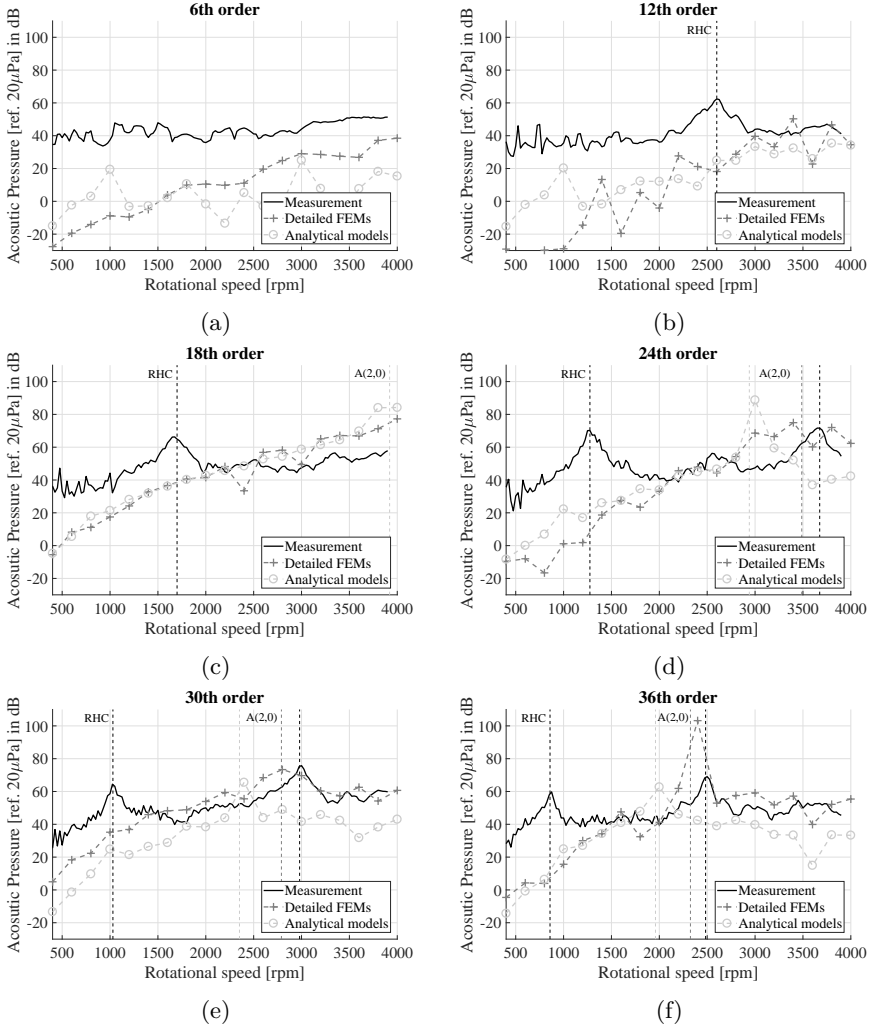 6th order
Acosutic Pressure [ref. 20μPa] in dB
100
80
60
40
20
0
-20
Measurement
Detailed FEMs
Analytical models
500 1000 1500 2000 2500 3000 3500 4000
Rotational speed [rpm]
(a)
12th order
RHC
Acosutic Pressure [ref. 20μPa] in dB
100
80
60
40
20
0
-20
Measurement
Detailed FEMs
Analytical models
500 1000 1500 2000 2500 3000 3500 4000
Rotational speed [rpm]
(b)
18th order
RHC A(2,0)
Acosutic Pressure [ref. 20μPa] in dB
100
80
60
40
20
0
-20
Measurement
Detailed FEMs
Analytical models
500 1000 1500 2000 2500 3000 3500 4000
Rotational speed [rpm]
(c)
24th order
RHC A(2,0)
Acosutic Pressure [ref. 20μPa] in dB
100
80
60
40
20
0
-20
Measurement
Detailed FEMs
Analytical models
500 1000 1500 2000 2500 3000 3500 4000
Rotational speed [rpm]
(d)
30th order
RHC A(2,0)
Acosutic Pressure [ref. 20μPa] in dB
100
80
60
40
20
0
-20
Measurement
Detailed FEMs
Analytical models
500 1000 1500 2000 2500 3000 3500 4000
Rotational speed [rpm]
(e)
36th order
RHC A(2,0)
Acosutic Pressure [ref. 20μPa] in dB
100
80
60
40
20
0
-20
Measurement
Detailed FEMs
Analytical models
500 1000 1500 2000 2500 3000 3500 4000
Rotational speed [rpm]
(f)